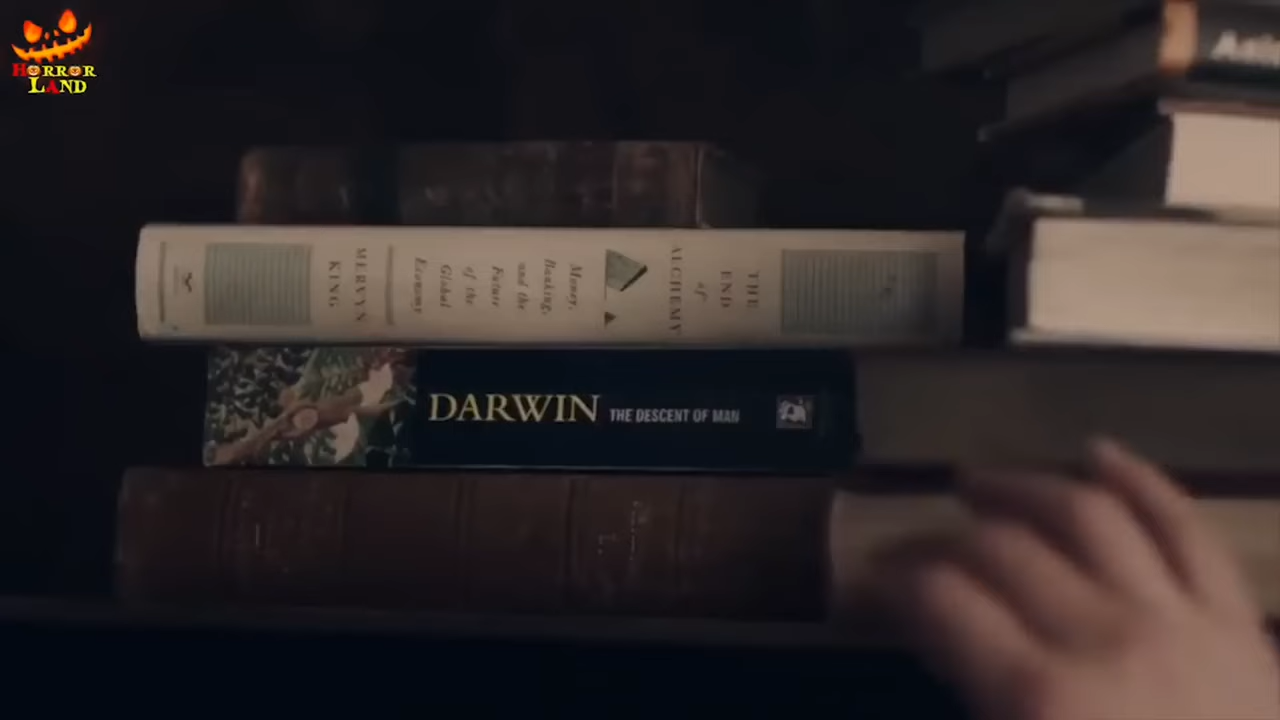 HORROR
LAND
THE
END
of
ALCHEMY
Money,
Banking,
and the
Future
of the
Global
Economy
MERVYN
KING
DARWIN THE DESCENT OF MAN